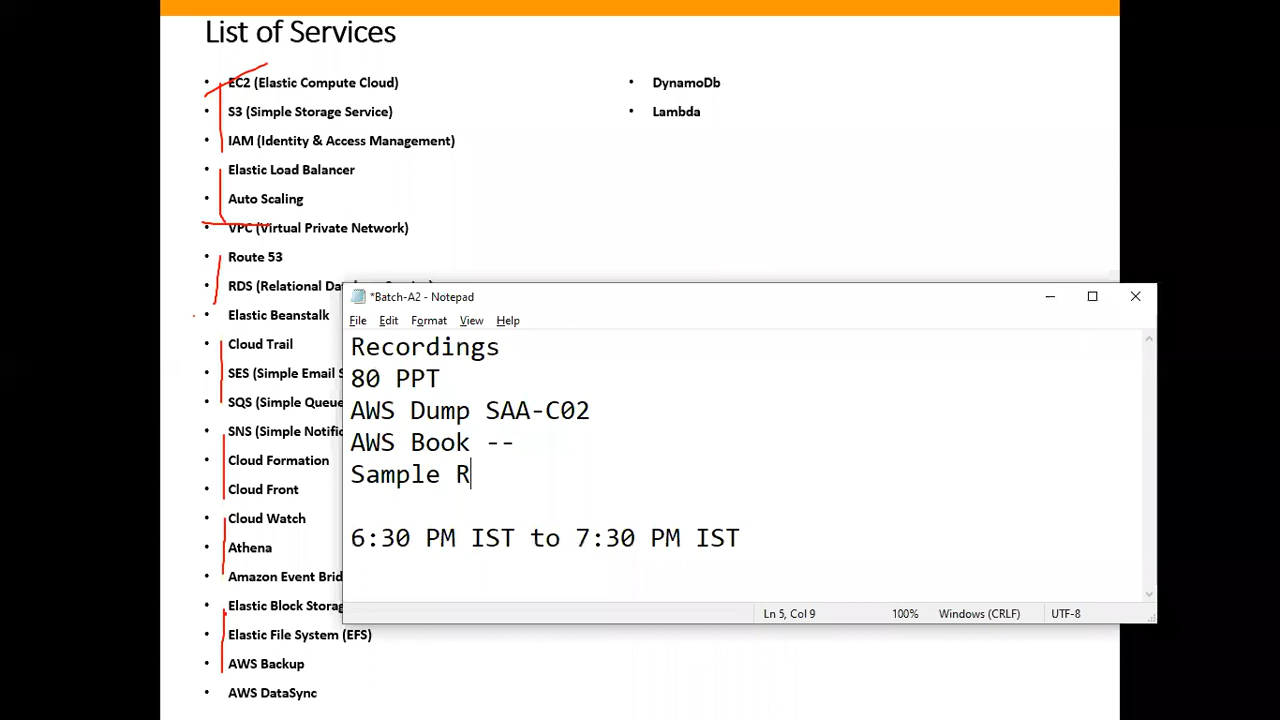 List of Services
EC2 (Elastic Compute Cloud)
S3 (Simple Storage Service)
IAM (Identity & Access Management)
Elastic Load Balancer
Auto Scaling
VPC (Virtual Private Network)
Route 53
RDS (Relational Da
Elastic Beanstalk
Cloud Trail
SES (Simple Email S
SQS (Simple Queue
SNS (Simple Notific
Cloud Formation
Cloud Front
Cloud Watch
Athena
Amazon Event Brid
Elastic Block Storag
Elastic File System (EFS)
AWS Backup
AWS DataSync
DynamoDb
Lambda
*Batch-A2 - Notepad
File Edit Format View Help
Recordings
80 PPT
AWS Dump SAA-C02
AWS Book --
Sample R
6:30 PM IST to 7:30 PM IST
Ln 5, Col 9 100% Windows (CRLF) UTF-8